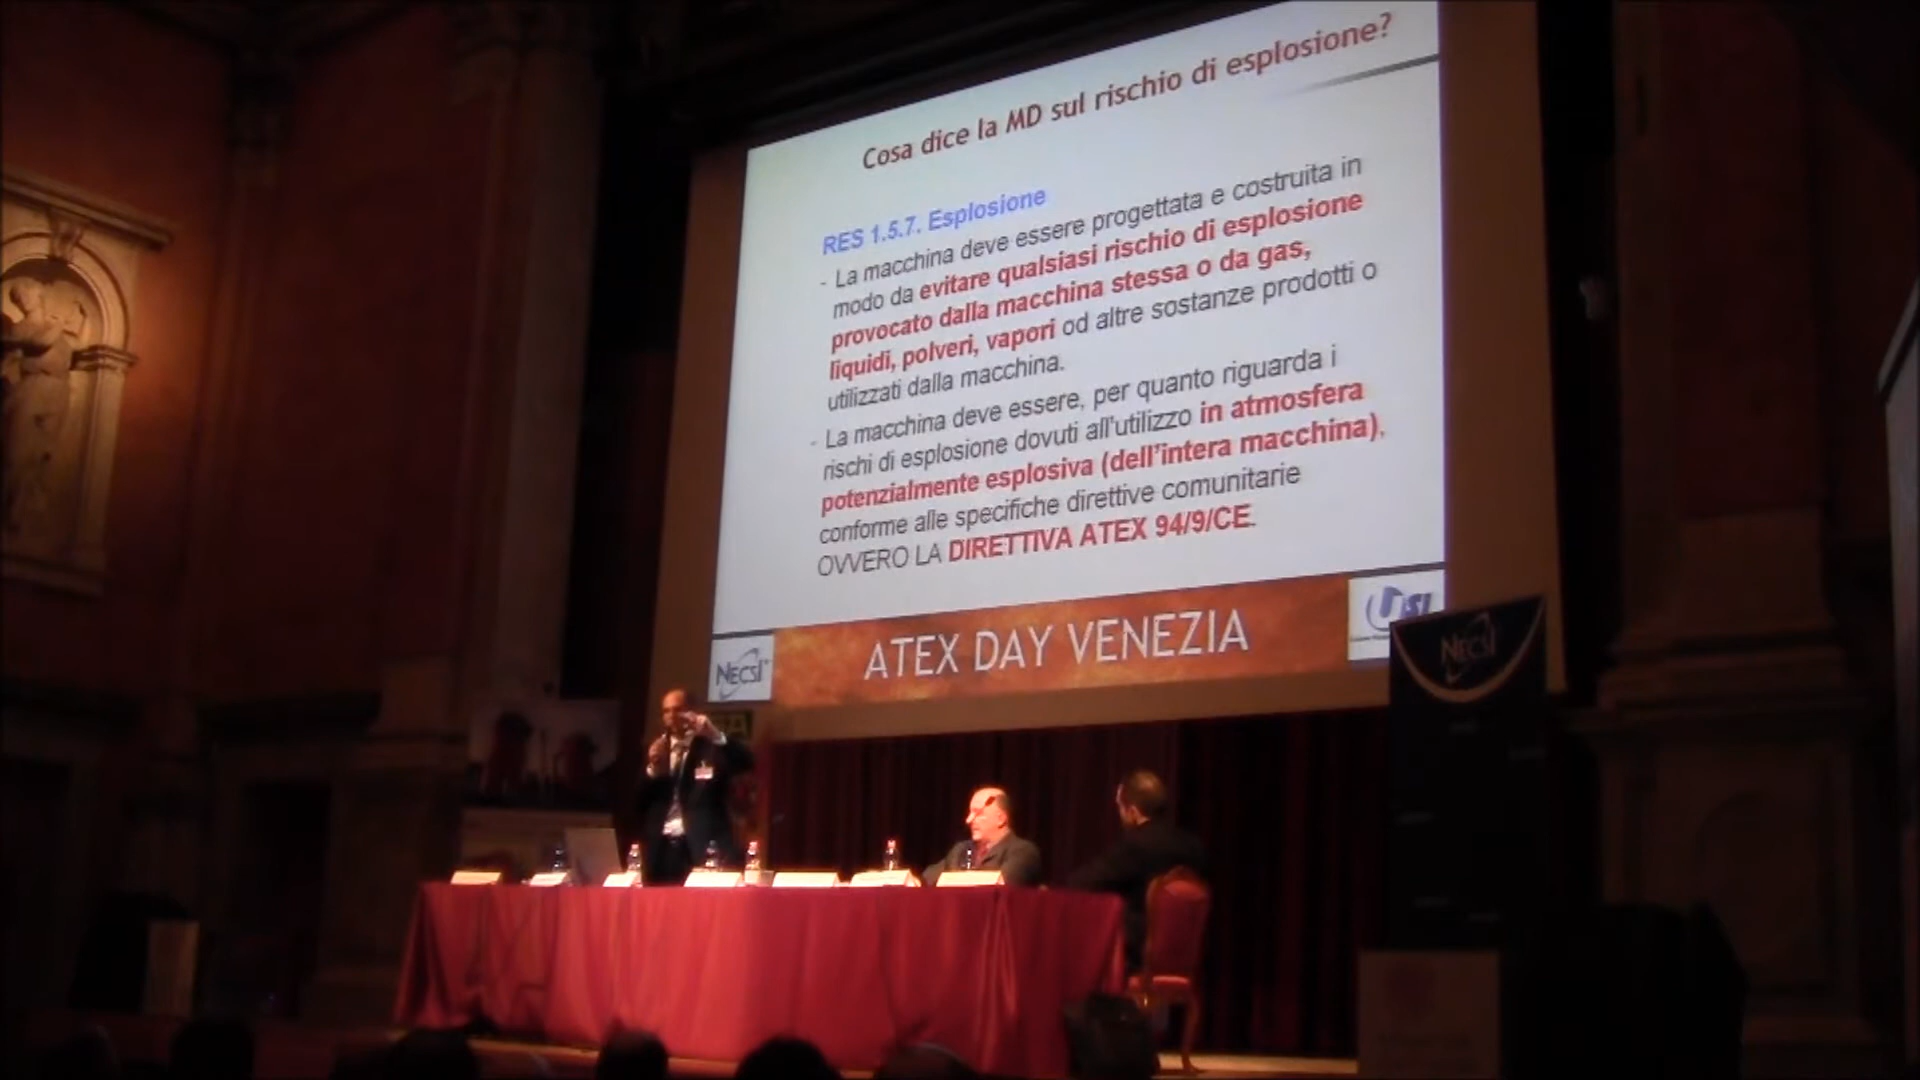 Cosa dice la MD sul rischio di esplosione?
RES 1.5.7. Esplosione
- La macchina deve essere progettata e costruita in
modo da evitare qualsiasi rischio di esplosione
provocato dalla macchina stessa o da gas,
liquidi, polveri, vapori od altre sostanze prodotti o
utilizzati dalla macchina.
- La macchina deve essere, per quanto riguarda i
rischi di esplosione dovuti all'utilizzo in atmosfera
potenzialmente esplosiva (dell'intera macchina),
conforme alle specifiche direttive comunitarie
OVVERO LA DIRETTIVA ATEX 94/9/CE.
NECSI
ATEX DAY VENEZIA
NECSI